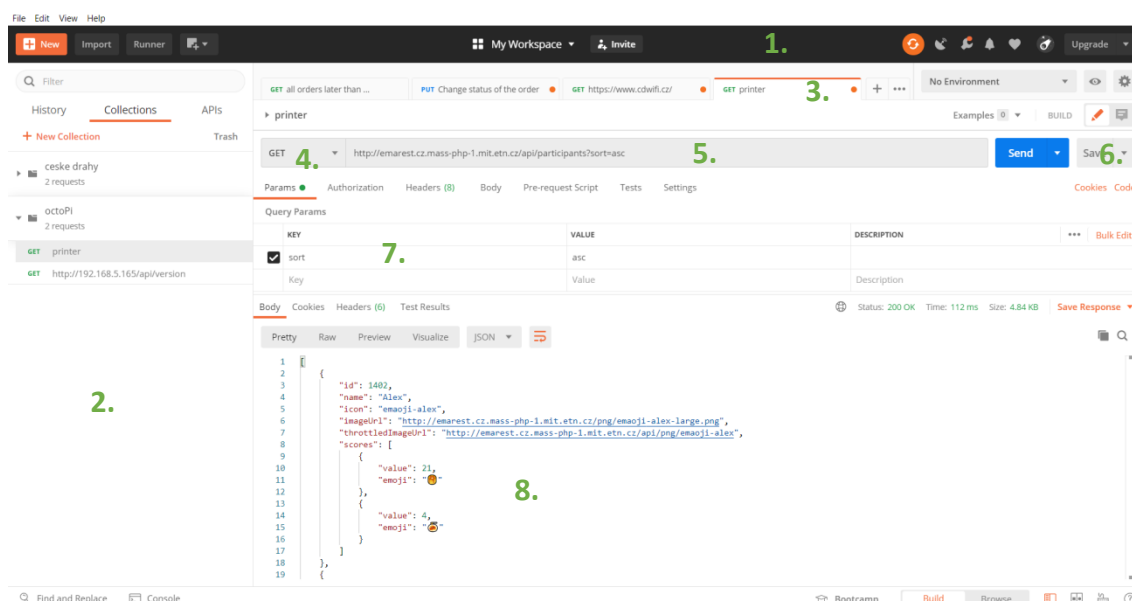 File Edit View Help
New Import Runner My Workspace Invite 1. Upgrade
Filter
History Collections APIs
+ New Collection Trash
ceske drahy
2 requests
octoPi
2 requests
GET printer
GET http://192.168.5.165/api/version
2.
GET all orders later than ... PUT Change status of the order GET https://www.cdwifi.cz/ GET printer 3. + ••• No Environment
printer Examples 0 BUILD
GET 4. http://emarest.cz.mass-php-1.mit.etn.cz/api/participants?sort=asc 5. Send 6.
Params Authorization Headers (8) Body Pre-request Script Tests Settings Cookies Code
Query Params
KEY VALUE DESCRIPTION ••• Bulk Edit
sort asc
7.
Key Value Description
Body Cookies Headers (6) Test Results Status: 200 OK Time: 112 ms Size: 4.84 KB Save Response
Pretty Raw Preview Visualize JSON
1 [
2 {
3 "id": 1402,
4 "name": "Alex",
5 "icon": "emaoji-alex",
6 "imageUrl": "http://emarest.cz.mass-php-1.mit.etn.cz/png/emaoji-alex-large.png",
7 "throttledImageUrl": "http://emarest.cz.mass-php-1.mit.etn.cz/api/png/emaoji-alex",
8 "scores": [
9 {
10 "value": 21,
11 "emoji": ""
12 },
13 {
14 "value": 4,
15 "emoji": ""
16 }
17 ]
18 },
19 {
8.
Find and Replace Console Bootcamp Build Browse